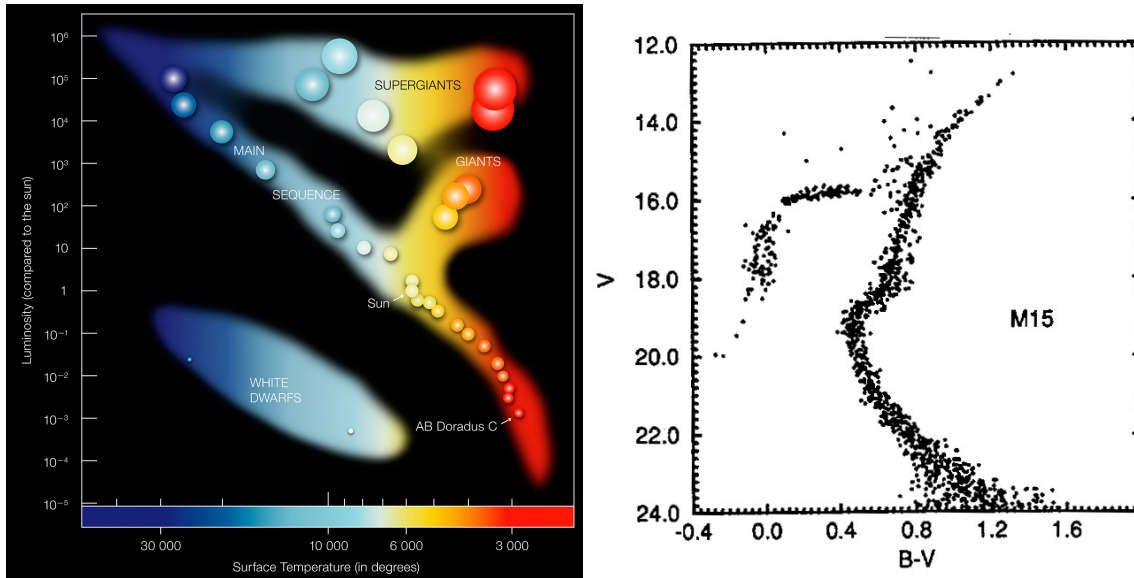 Luminosity (compared to the sun)
10⁶
10⁵
10⁴
10³
10²
10
1
10⁻¹
10⁻²
10⁻³
10⁻⁴
10⁻⁵
SUPERGIANTS
MAIN
SEQUENCE
GIANTS
Sun
WHITE
DWARFS
AB Doradus C
30 000
10 000
6 000
3 000
Surface Temperature (in degrees)
V
12.0
14.0
16.0
18.0
20.0
22.0
24.0
M15
-0.4
0.0
0.4
0.8
1.2
1.6
B-V